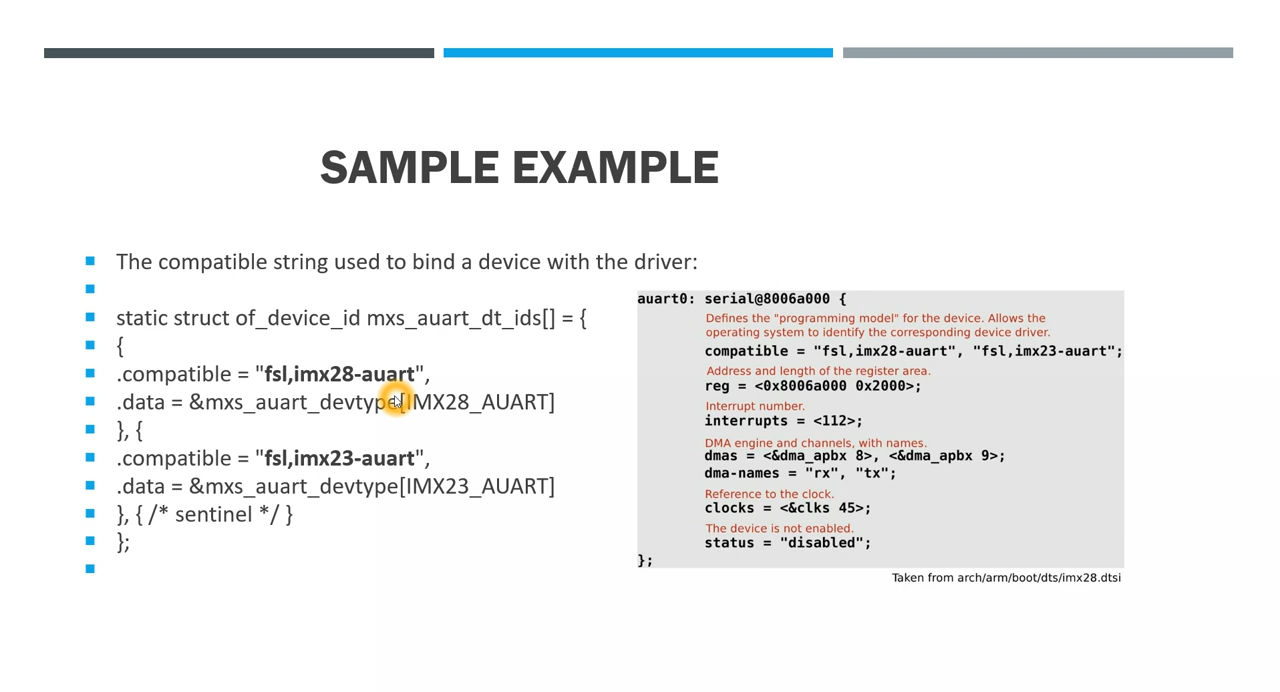 SAMPLE EXAMPLE
The compatible string used to bind a device with the driver:
static struct of_device_id mxs_auart_dt_ids[] = {
{
.compatible = "fsl,imx28-auart",
.data = &mxs_auart_devtype[IMX28_AUART]
}, {
.compatible = "fsl,imx23-auart",
.data = &mxs_auart_devtype[IMX23_AUART]
}, { /* sentinel */ }
};
auart0: serial@8006a000 {
Defines the "programming model" for the device. Allows the
operating system to identify the corresponding device driver.
compatible = "fsl,imx28-auart", "fsl,imx23-auart";
Address and length of the register area.
reg = <0x8006a000 0x2000>;
Interrupt number.
interrupts = <112>;
DMA engine and channels, with names.
dmas = <&dma_apbx 8>, <&dma_apbx 9>;
dma-names = "rx", "tx";
Reference to the clock.
clocks = <&clks 45>;
The device is not enabled.
status = "disabled";
};
Taken from arch/arm/boot/dts/imx28.dtsi